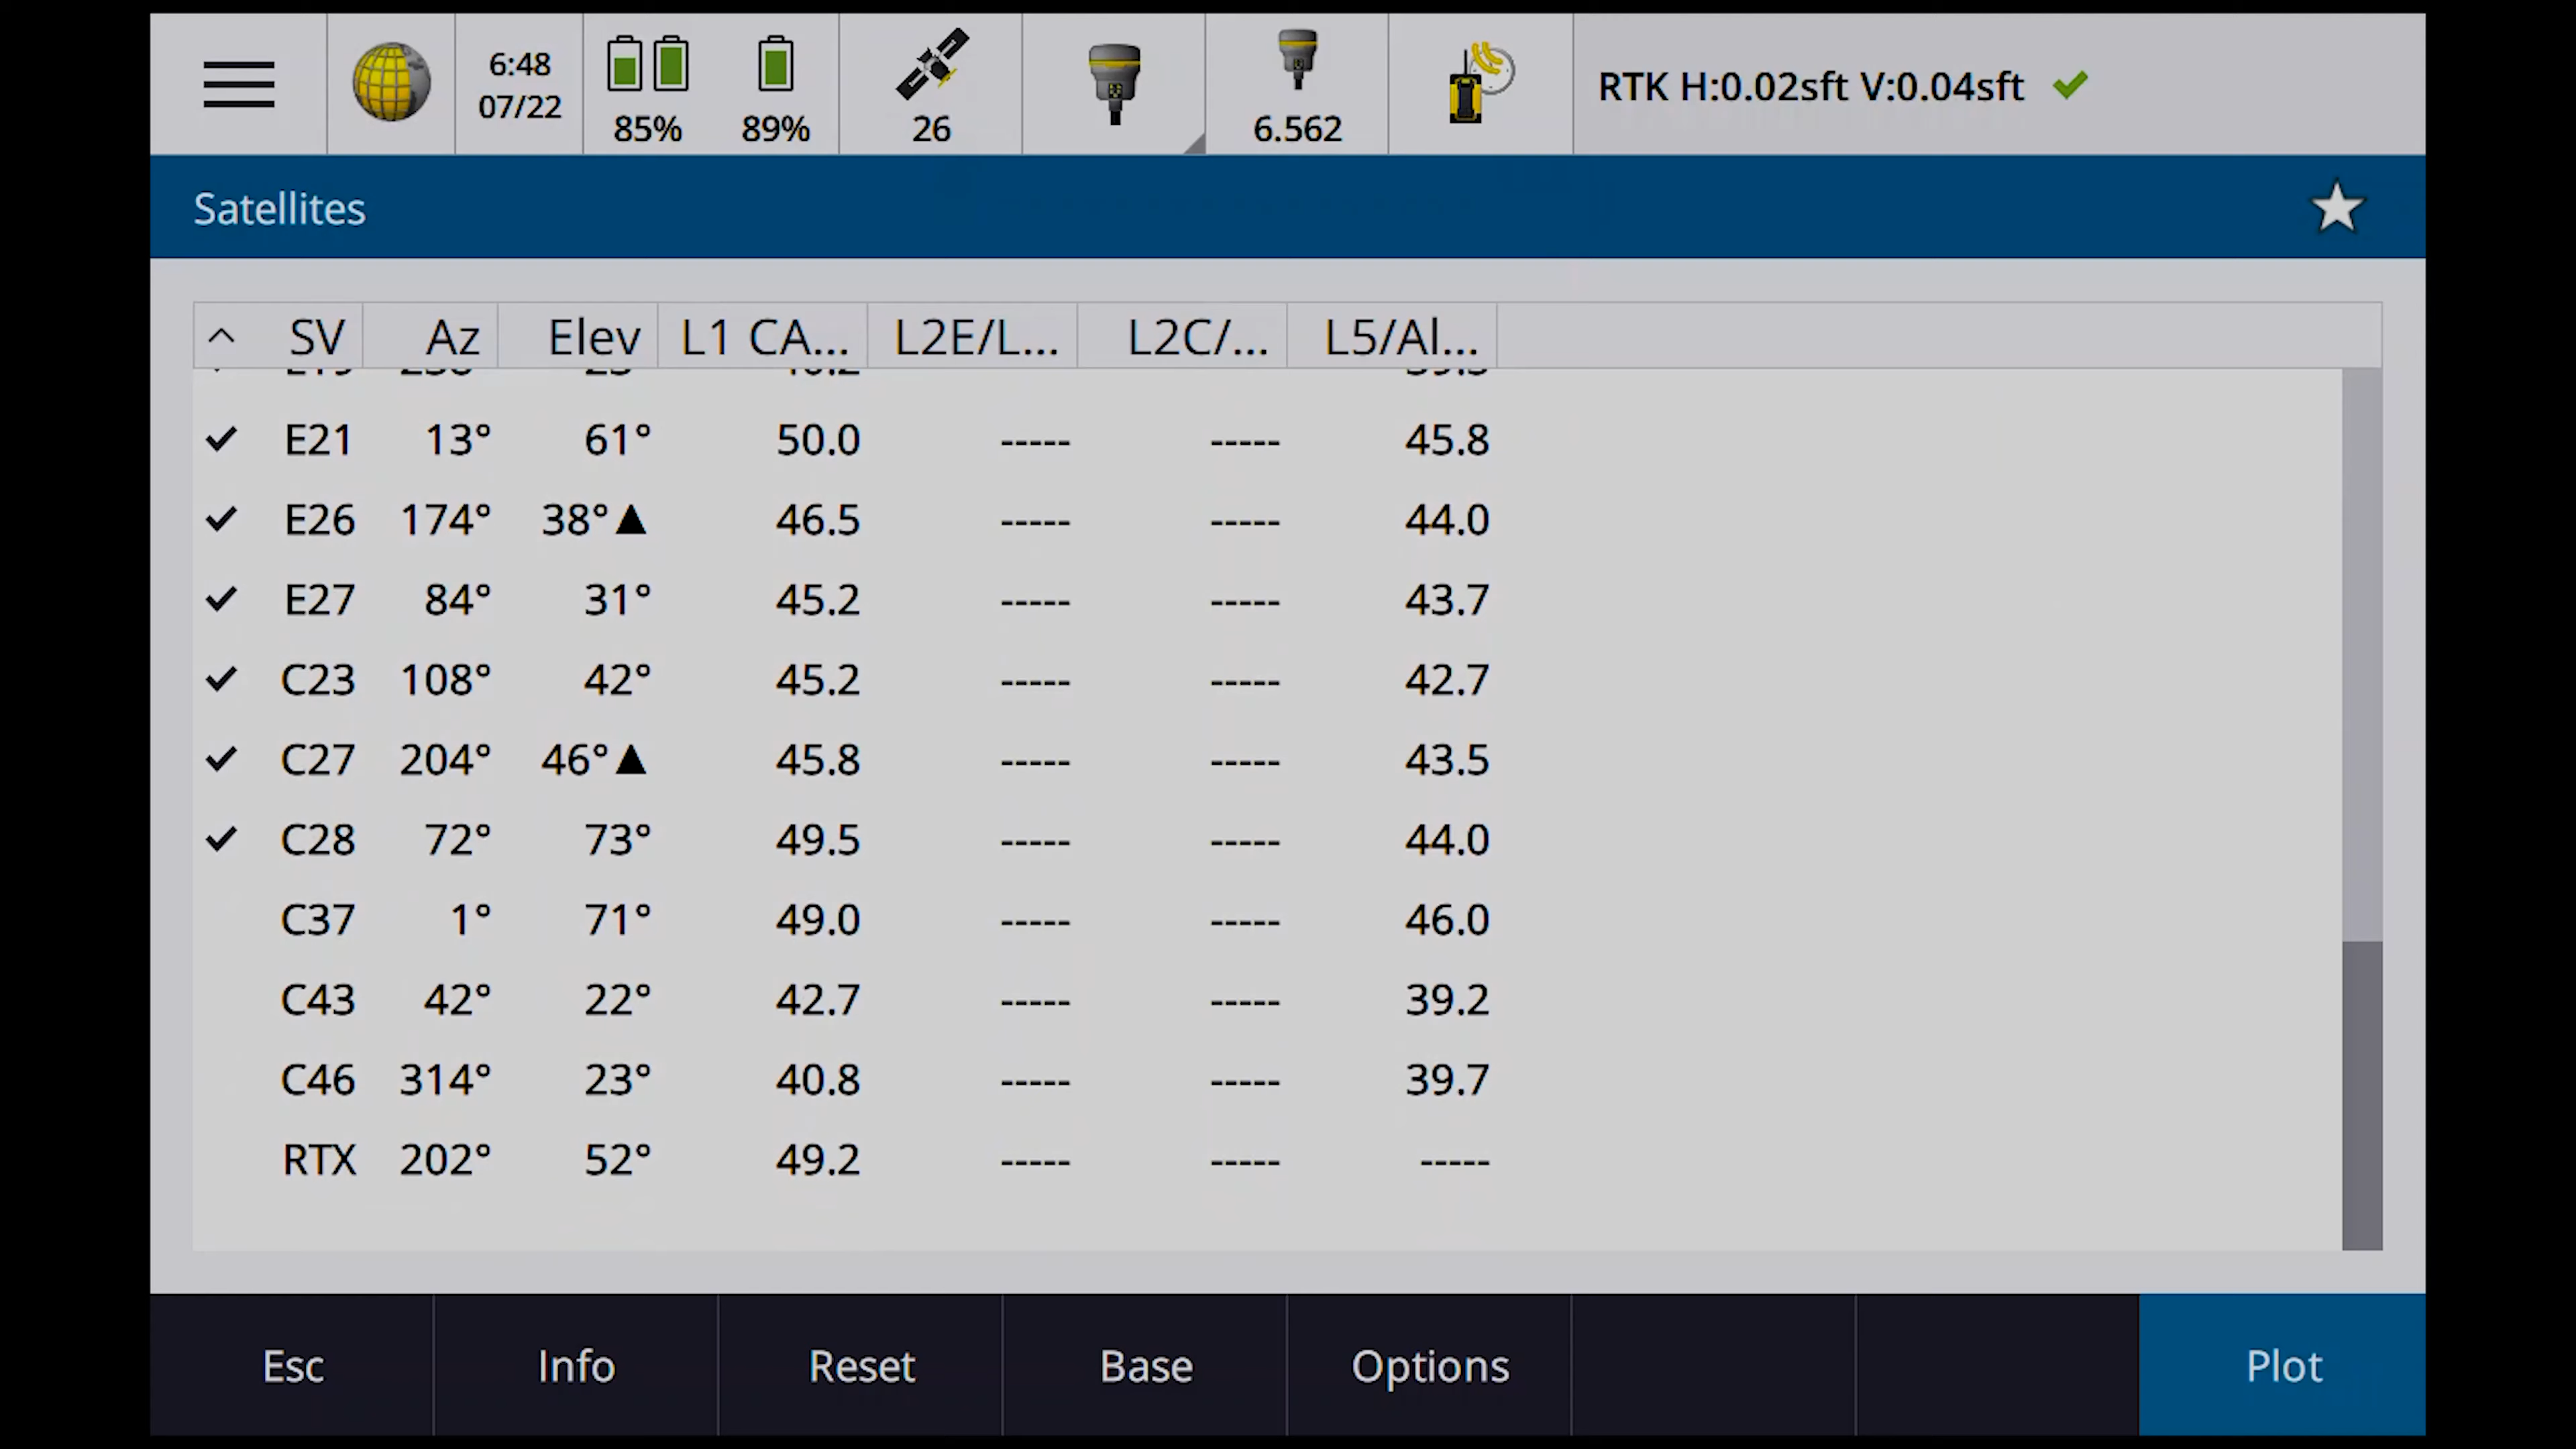 6:48
07/22
85%
89%
26
6.562
RTK H:0.02sft V:0.04sft
Satellites
SV Az Elev L1 CA... L2E/L... L2C/... L5/Al...
E21 13° 61° 50.0 ----- ----- 45.8
E26 174° 38°▲ 46.5 ----- ----- 44.0
E27 84° 31° 45.2 ----- ----- 43.7
C23 108° 42° 45.2 ----- ----- 42.7
C27 204° 46°▲ 45.8 ----- ----- 43.5
C28 72° 73° 49.5 ----- ----- 44.0
C37 1° 71° 49.0 ----- ----- 46.0
C43 42° 22° 42.7 ----- ----- 39.2
C46 314° 23° 40.8 ----- ----- 39.7
RTX 202° 52° 49.2 ----- ----- -----
Esc Info Reset Base Options Plot